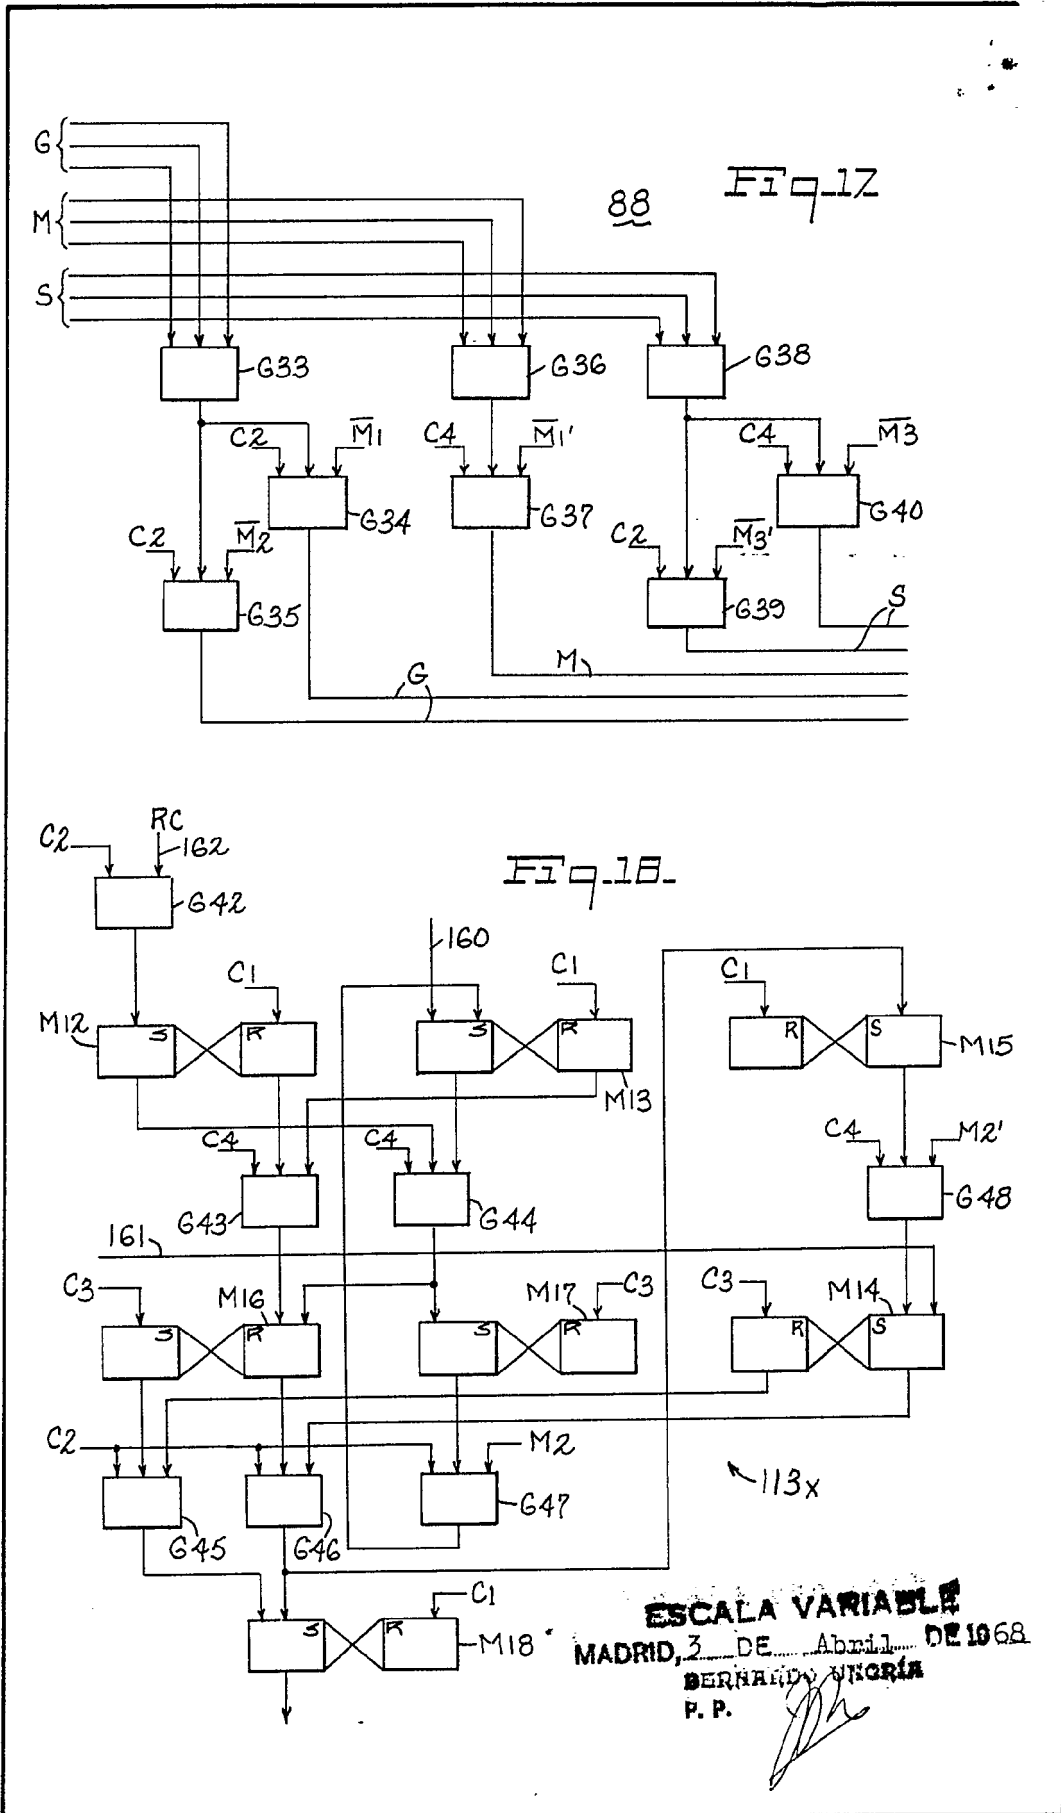 G
Fig.17
88
M
S
G33
G36
G38
C2
M1
C4
M1'
C4
M3
G34
G37
G40
C2
M2
C2
M3'
G35
G39
S
M
G
RC
C2
162
Fig.18.
G42
160
C1
C1
C1
M12
S
R
S
R
R
S
M15
M13
C4
C4
C4
M2'
G43
G44
G48
161
C3
M16
M17
C3
C3
M14
S
R
S
R
R
S
C2
M2
113x
G45
G46
G47
C1
S
R
M18
ESCALA VARIABLE
MADRID, 3 DE Abril DE 1968
BERNARDO UNGRÍA
P. P.